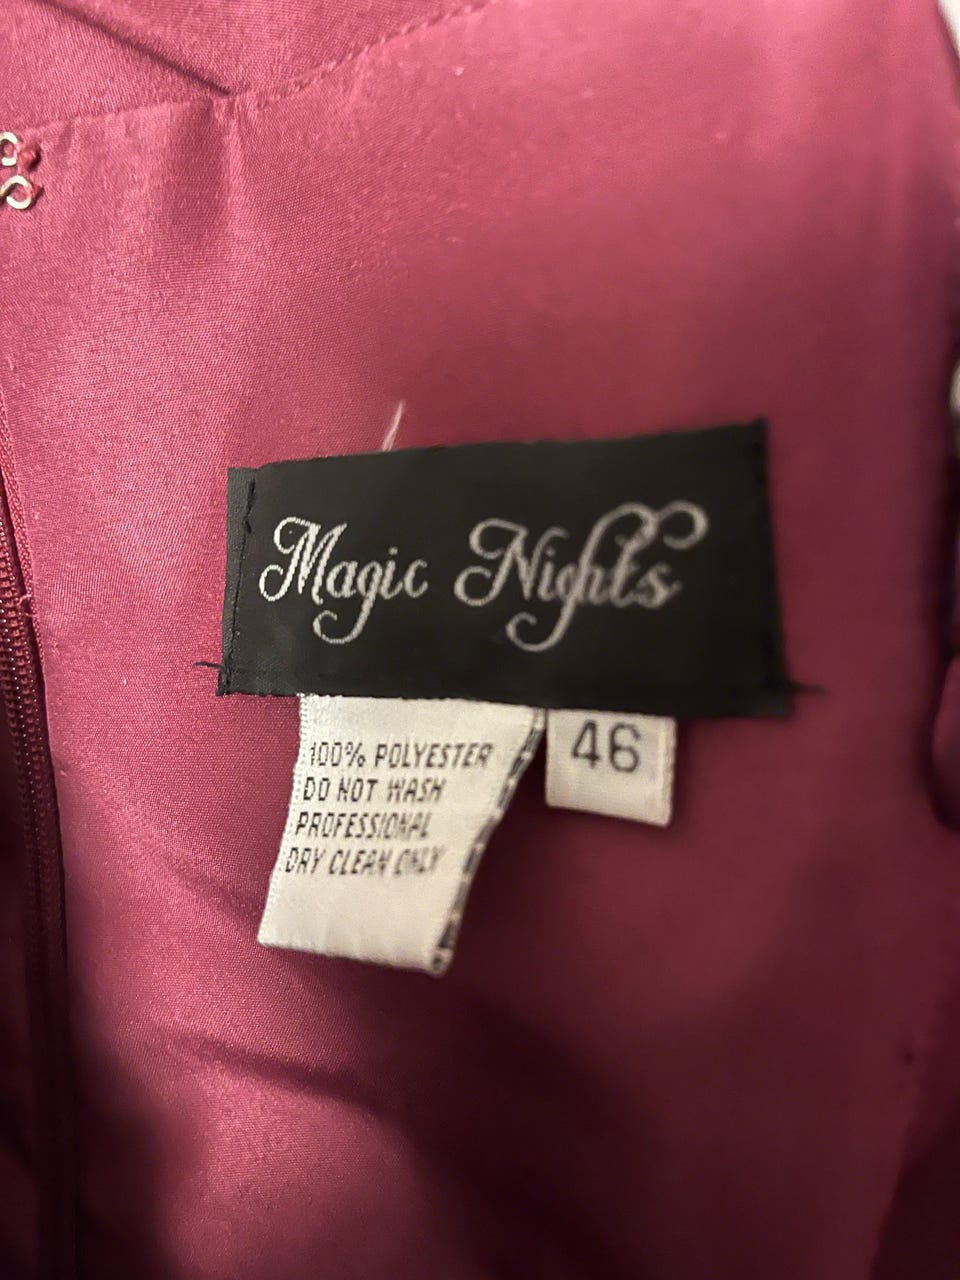 Magic Nights
100% POLYESTER
DO NOT WASH
PROFESSIONAL
DRY CLEAN ONLY
46